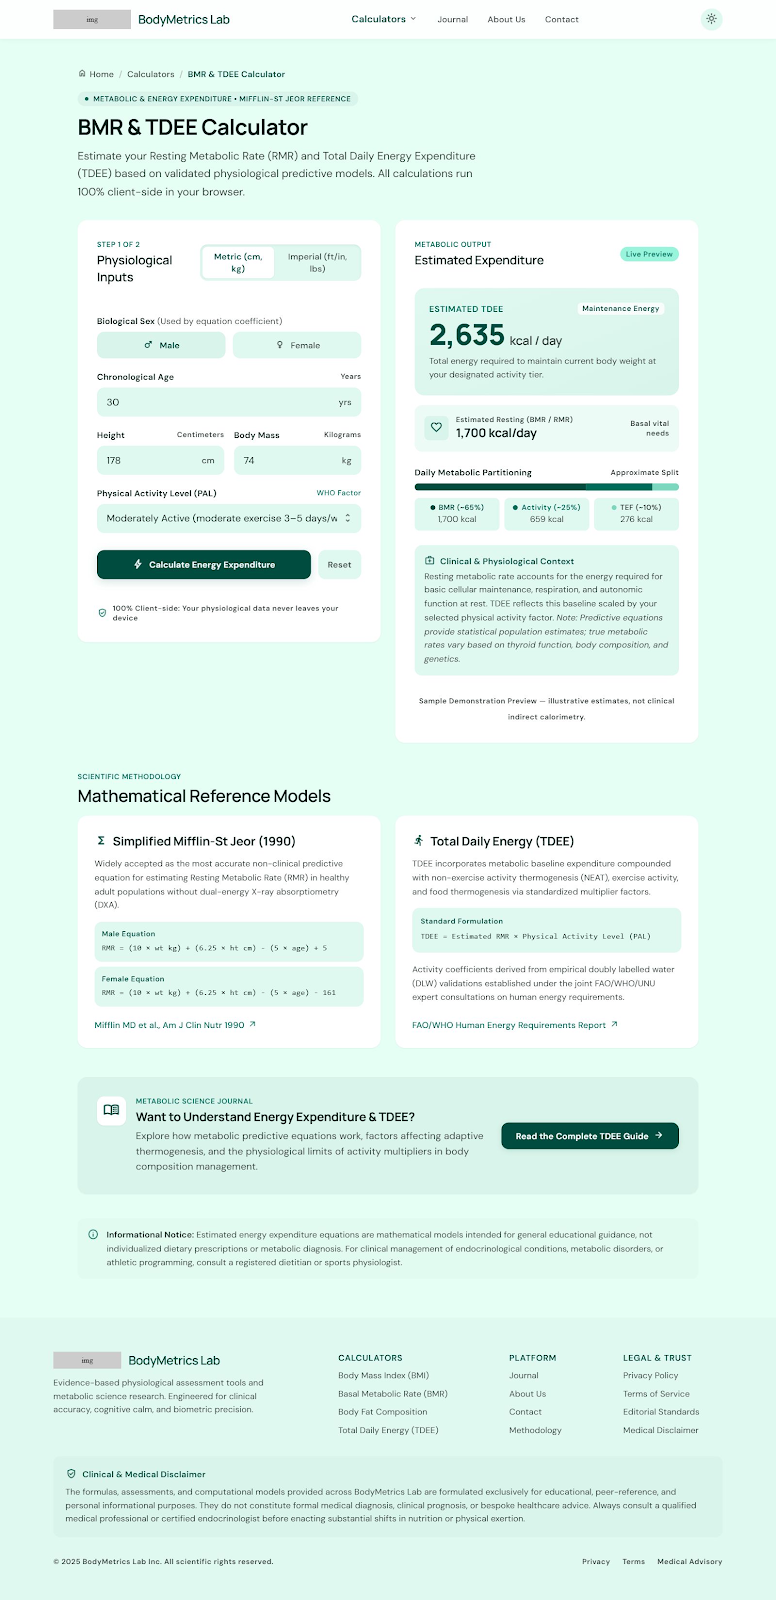 img BodyMetrics Lab
Calculators
Journal
About Us
Contact
Home / Calculators / BMR & TDEE Calculator
• METABOLIC & ENERGY EXPENDITURE • MIFFLIN-ST JEOR REFERENCE
BMR & TDEE Calculator
Estimate your Resting Metabolic Rate (RMR) and Total Daily Energy Expenditure
(TDEE) based on validated physiological predictive models. All calculations run
100% client-side in your browser.
STEP 1 OF 2
Physiological
Inputs
Metric (cm,
kg)
Imperial (ft/in,
lbs)
Biological Sex (Used by equation coefficient)
♂ Male
♀ Female
Chronological Age Years
30 yrs
Height Centimeters
178 cm
Body Mass Kilograms
74 kg
Physical Activity Level (PAL) WHO Factor
Moderately Active (moderate exercise 3–5 days/w
Calculate Energy Expenditure
Reset
100% Client-side: Your physiological data never leaves your
device
METABOLIC OUTPUT
Estimated Expenditure
Live Preview
ESTIMATED TDEE
Maintenance Energy
2,635 kcal / day
Total energy required to maintain current body weight at
your designated activity tier.
Estimated Resting (BMR / RMR)
1,700 kcal/day
Basal vital
needs
Daily Metabolic Partitioning Approximate Split
● BMR (~65%)
1,700 kcal
● Activity (~25%)
659 kcal
● TEF (~10%)
276 kcal
Clinical & Physiological Context
Resting metabolic rate accounts for the energy required for
basic cellular maintenance, respiration, and autonomic
function at rest. TDEE reflects this baseline scaled by your
selected physical activity factor. Note: Predictive equations
provide statistical population estimates; true metabolic
rates vary based on thyroid function, body composition, and
genetics.
Sample Demonstration Preview — illustrative estimates, not clinical
indirect calorimetry.
SCIENTIFIC METHODOLOGY
Mathematical Reference Models
Σ Simplified Mifflin-St Jeor (1990)
Widely accepted as the most accurate non-clinical predictive
equation for estimating Resting Metabolic Rate (RMR) in healthy
adult populations without dual-energy X-ray absorptiometry
(DXA).
Male Equation
RMR = (10 × wt kg) + (6.25 × ht cm) - (5 × age) + 5
Female Equation
RMR = (10 × wt kg) + (6.25 × ht cm) - (5 × age) - 161
Mifflin MD et al., Am J Clin Nutr 1990 ↗
Total Daily Energy (TDEE)
TDEE incorporates metabolic baseline expenditure compounded
with non-exercise activity thermogenesis (NEAT), exercise activity,
and food thermogenesis via standardized multiplier factors.
Standard Formulation
TDEE = Estimated RMR × Physical Activity Level (PAL)
Activity coefficients derived from empirical doubly labelled water
(DLW) validations established under the joint FAO/WHO/UNU
expert consultations on human energy requirements.
FAO/WHO Human Energy Requirements Report ↗
METABOLIC SCIENCE JOURNAL
Want to Understand Energy Expenditure & TDEE?
Explore how metabolic predictive equations work, factors affecting adaptive
thermogenesis, and the physiological limits of activity multipliers in body
composition management.
Read the Complete TDEE Guide →
Informational Notice: Estimated energy expenditure equations are mathematical models intended for general educational guidance, not
individualized dietary prescriptions or metabolic diagnosis. For clinical management of endocrinological conditions, metabolic disorders, or
athletic programming, consult a registered dietitian or sports physiologist.
img BodyMetrics Lab
Evidence-based physiological assessment tools and
metabolic science research. Engineered for clinical
accuracy, cognitive calm, and biometric precision.
CALCULATORS
Body Mass Index (BMI)
Basal Metabolic Rate (BMR)
Body Fat Composition
Total Daily Energy (TDEE)
PLATFORM
Journal
About Us
Contact
Methodology
LEGAL & TRUST
Privacy Policy
Terms of Service
Editorial Standards
Medical Disclaimer
Clinical & Medical Disclaimer
The formulas, assessments, and computational models provided across BodyMetrics Lab are formulated exclusively for educational, peer-reference, and
personal informational purposes. They do not constitute formal medical diagnosis, clinical prognosis, or bespoke healthcare advice. Always consult a qualified
medical professional or certified endocrinologist before enacting substantial shifts in nutrition or physical exertion.
© 2025 BodyMetrics Lab Inc. All scientific rights reserved.
Privacy
Terms
Medical Advisory